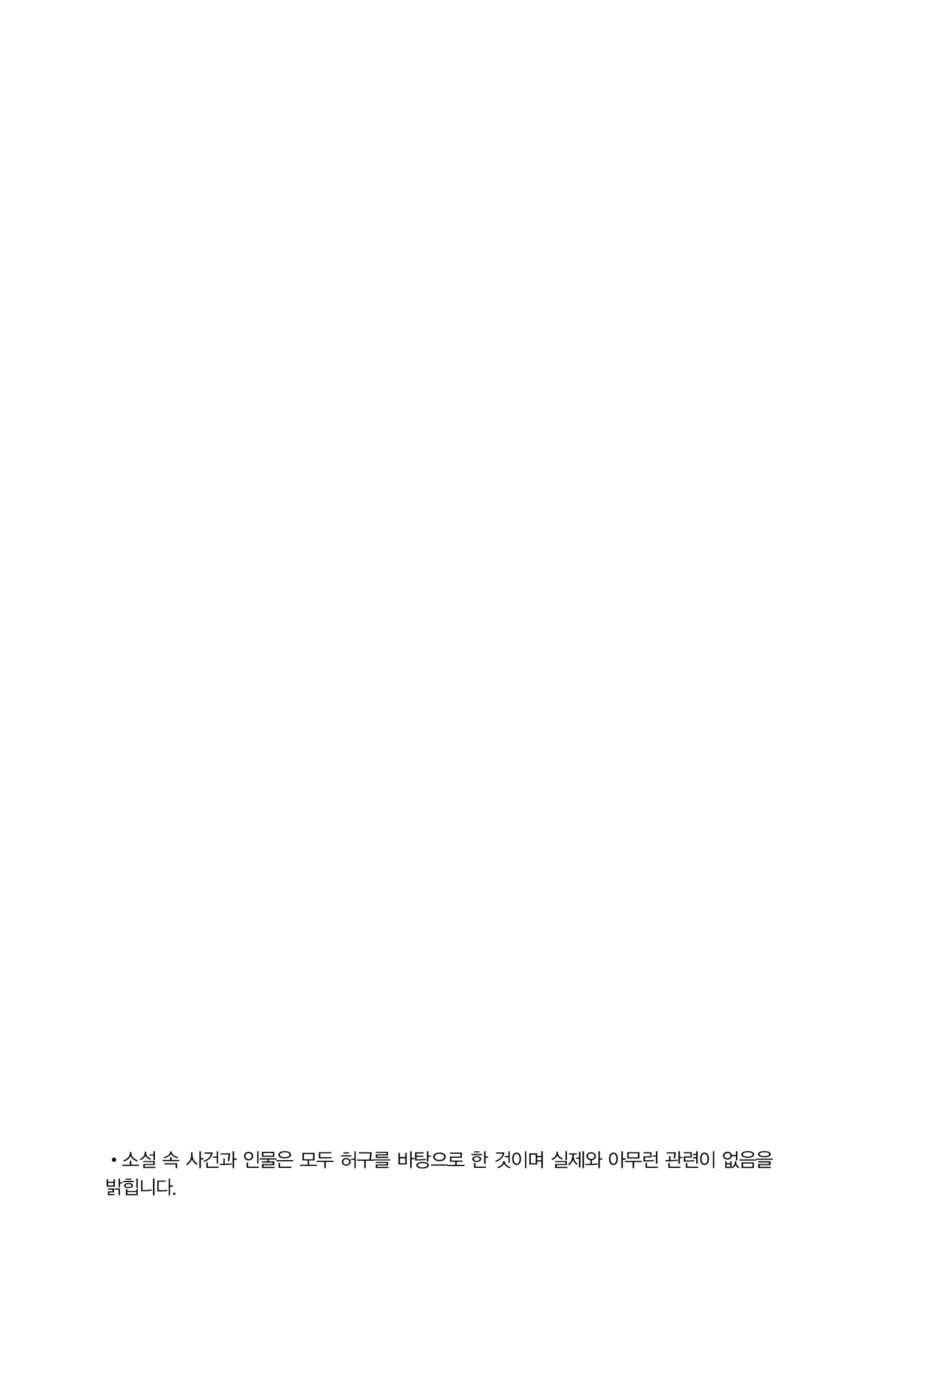 • 소설 속 사건과 인물은 모두 허구를 바탕으로 한 것이며 실제와 아무런 관련이 없음을
밝힙니다.